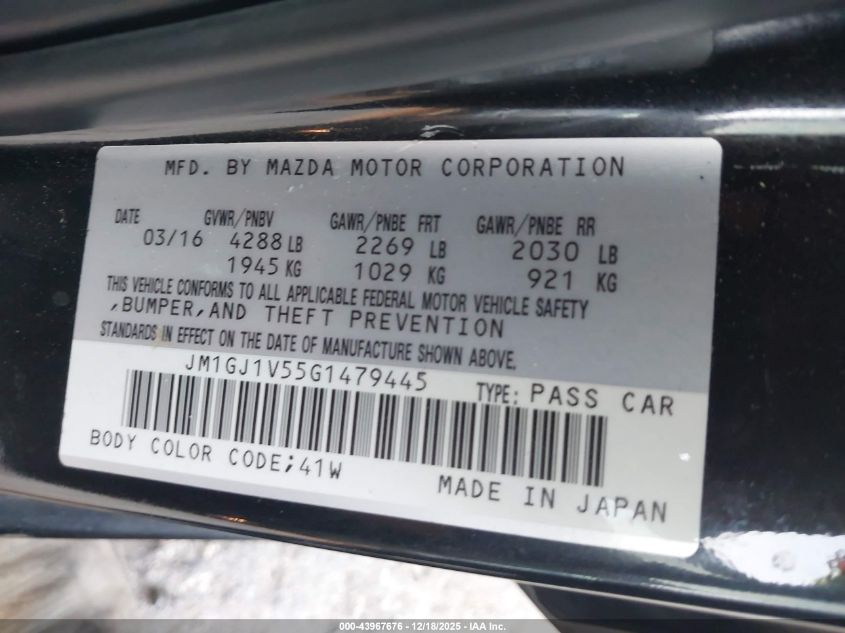 MFD. BY MAZDA MOTOR CORPORATION
DATE GVWR/PNBV GAWR/PNBE FRT GAWR/PNBE RR
03/16 4288 LB 2269 LB 2030 LB
1945 KG 1029 KG 921 KG
THIS VEHICLE CONFORMS TO ALL APPLICABLE FEDERAL MOTOR VEHICLE SAFETY
,BUMPER,AND THEFT PREVENTION
STANDARDS IN EFFECT ON THE DATE OF MANUFACTURE SHOWN ABOVE.
JM1GJ1V55G1479445 TYPE: PASS CAR
BODY COLOR CODE;41W
MADE IN JAPAN
000-43967676 - 12/18/2025 - IAA Inc.